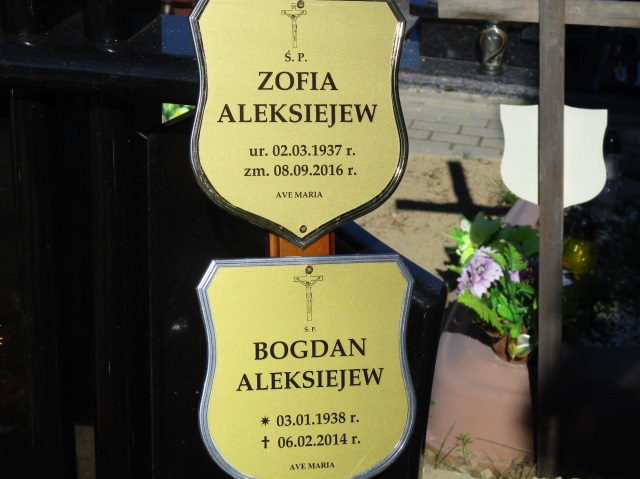 Ś. P.
ZOFIA
ALEKSIEJEW
ur. 02.03.1937 r.
zm. 08.09.2016 r.
AVE MARIA
Ś. P.
BOGDAN
ALEKSIEJEW
✷ 03.01.1938 r.
✝ 06.02.2014 r.
AVE MARIA